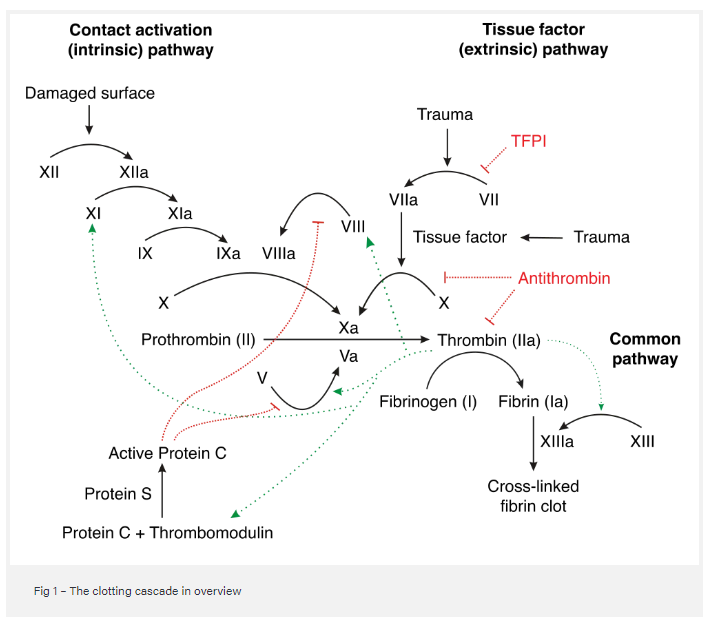 Contact activation
(intrinsic) pathway
Tissue factor
(extrinsic) pathway
Damaged surface
Trauma
TFPI
XII
XIIa
VIIa
VII
XI
XIa
VIII
Tissue factor
Trauma
IX
IXa
VIIIa
Antithrombin
X
X
Xa
Prothrombin (II)
Thrombin (IIa)
Common
pathway
Va
V
Fibrinogen (I)
Fibrin (Ia)
XIIIa
XIII
Active Protein C
Cross-linked
fibrin clot
Protein S
Protein C + Thrombomodulin
Fig 1 – The clotting cascade in overview